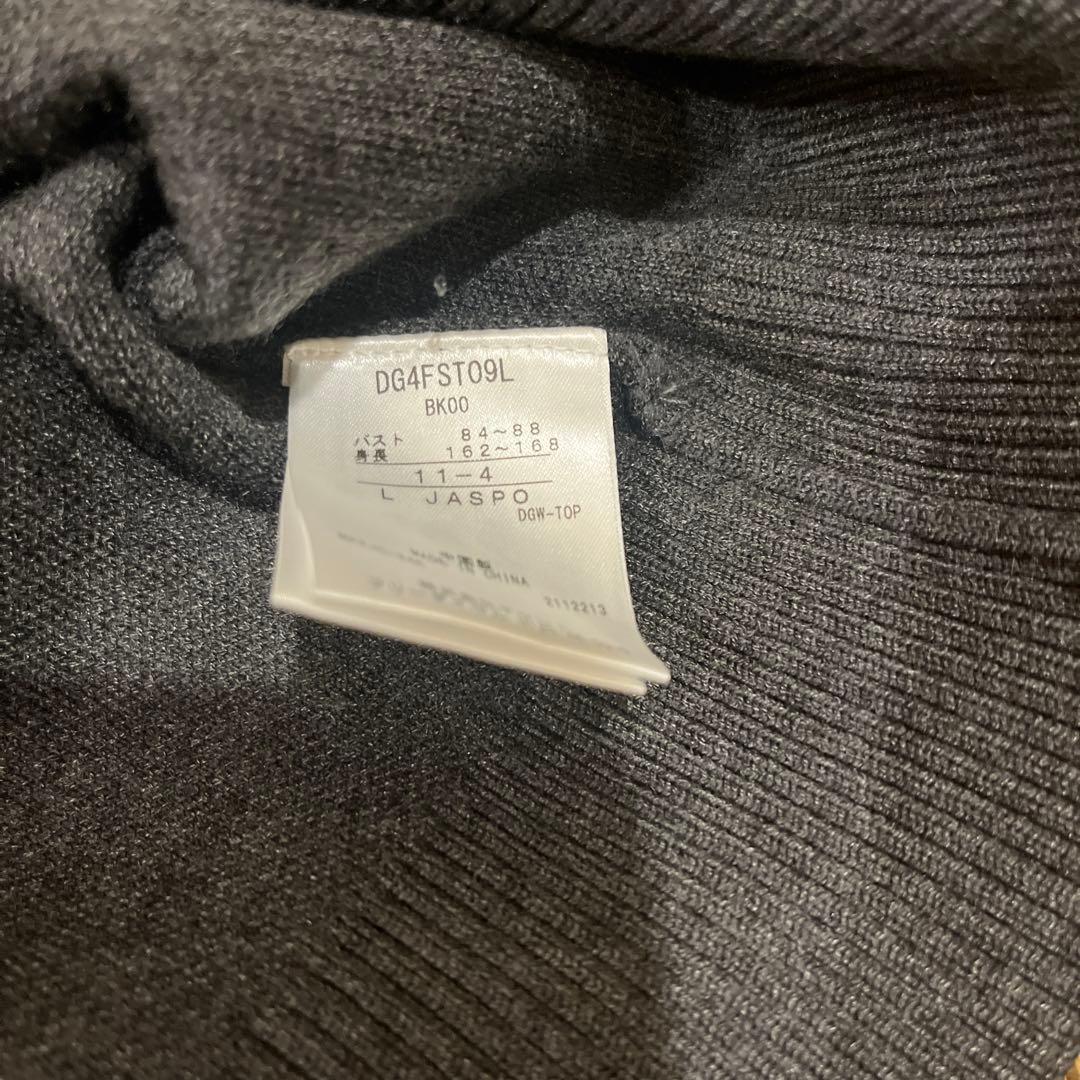 DG4FST09L
BK00
バスト 84～88
身長 162～168
11-4
L JASPO
DGW-TOP
中国製
MADE IN CHINA
2112213